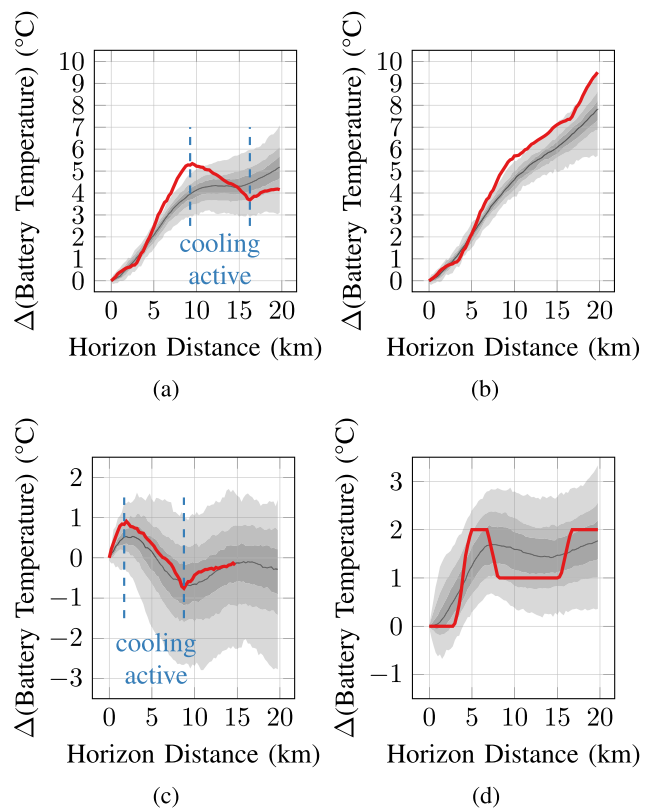 Δ(Battery Temperature) (°C)
10
9
8
7
6
5
4
3
2
1
0
cooling
active
0 5 10 15 20
Horizon Distance (km)
(a)
Δ(Battery Temperature) (°C)
10
9
8
7
6
5
4
3
2
1
0
0 5 10 15 20
Horizon Distance (km)
(b)
Δ(Battery Temperature) (°C)
2
1
0
−1
−2
−3
cooling
active
0 5 10 15 20
Horizon Distance (km)
(c)
Δ(Battery Temperature) (°C)
3
2
1
0
−1
0 5 10 15 20
Horizon Distance (km)
(d)